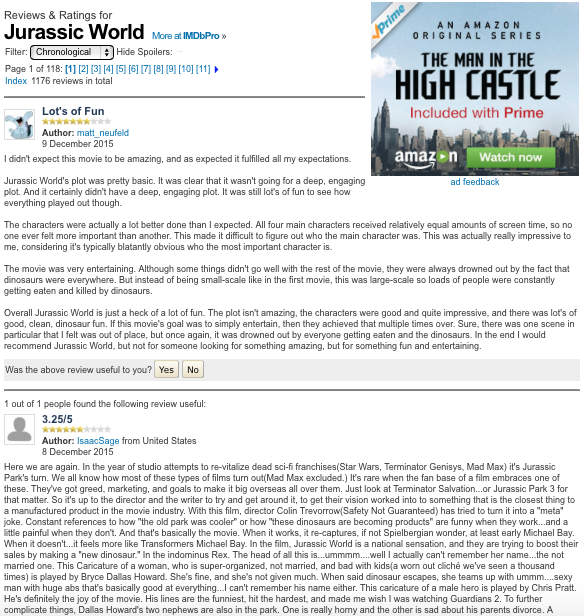 Reviews & Ratings for
Jurassic World More at IMDbPro »
Filter: Chronological Hide Spoilers:
Page 1 of 118: [1] [2] [3] [4] [5] [6] [7] [8] [9] [10] [11]
Index 1176 reviews in total
Prime
AN AMAZON
ORIGINAL SERIES
THE MAN IN THE
HIGH CASTLE
Included with Prime
amazon Watch now
ad feedback
Lot's of Fun
Author: matt_neufeld
9 December 2015
I didn't expect this movie to be amazing, and as expected it fulfilled all my expectations.
Jurassic World's plot was pretty basic. It was clear that it wasn't going for a deep, engaging
plot. And it certainly didn't have a deep, engaging plot. It was still lot's of fun to see how
everything played out though.
The characters were actually a lot better done than I expected. All four main characters received relatively equal amounts of screen time, so no
one ever felt more important than another. This made it difficult to figure out who the main character was. This was actually really impressive to
me, considering it's typically blatantly obvious who the most important character is.
The movie was very entertaining. Although some things didn't go well with the rest of the movie, they were always drowned out by the fact that
dinosaurs were everywhere. But instead of being small-scale like in the first movie, this was large-scale so loads of people were constantly
getting eaten and killed by dinosaurs.
Overall Jurassic World is just a heck of a lot of fun. The plot isn't amazing, the characters were good and quite impressive, and there was lot's of
good, clean, dinosaur fun. If this movie's goal was to simply entertain, then they achieved that multiple times over. Sure, there was one scene in
particular that I felt was out of place, but once again, it was drowned out by everyone getting eaten and the dinosaurs. In the end I would
recommend Jurassic World, but not for someone looking for something amazing, but for something fun and entertaining.
Was the above review useful to you? Yes No
1 out of 1 people found the following review useful:
3.25/5
Author: IsaacSage from United States
8 December 2015
Here we are again. In the year of studio attempts to re-vitalize dead sci-fi franchises(Star Wars, Terminator Genisys, Mad Max) it's Jurassic
Park's turn. We all know how most of these types of films turn out(Mad Max excluded.) It's rare when the fan base of a film embraces one of
these. They've got greed, marketing, and goals to make it big overseas all over them. Just look at Terminator Salvation...or Jurassic Park 3 for
that matter. So it's up to the director and the writer to try and get around it, to get their vision worked into to something that is the closest thing to
a manufactured product in the movie industry. With this film, director Colin Trevorrow(Safety Not Guaranteed) has tried to turn it into a "meta"
joke. Constant references to how "the old park was cooler" or how "these dinosaurs are becoming products" are funny when they work...and a
little painful when they don't. And that's basically the movie. When it works, it re-captures, if not Spielbergian wonder, at least early Michael Bay.
When it doesn't...it feels more like Transformers Michael Bay. In the film, Jurassic World is a national sensation, and they are trying to boost their
sales by making a "new dinosaur." In the indominus Rex. The head of all this is...ummmm....well I actually can't remember her name...the not
married one. This Caricature of a woman, who is super-organized, not married, and bad with kids(a worn out cliché we've seen a thousand
times) is played by Bryce Dallas Howard. She's fine, and she's not given much. When said dinosaur escapes, she teams up with ummm....sexy
man with huge abs that's basically good at everything...I can't remember his name either. This caricature of a male hero is played by Chris Pratt.
He's definitely the joy of the movie. His lines are the funniest, hit the hardest, and made me wish I was watching Guardians 2. To further
complicate things, Dallas Howard's two nephews are also in the park. One is really horny and the other is sad about his parents divorce. A